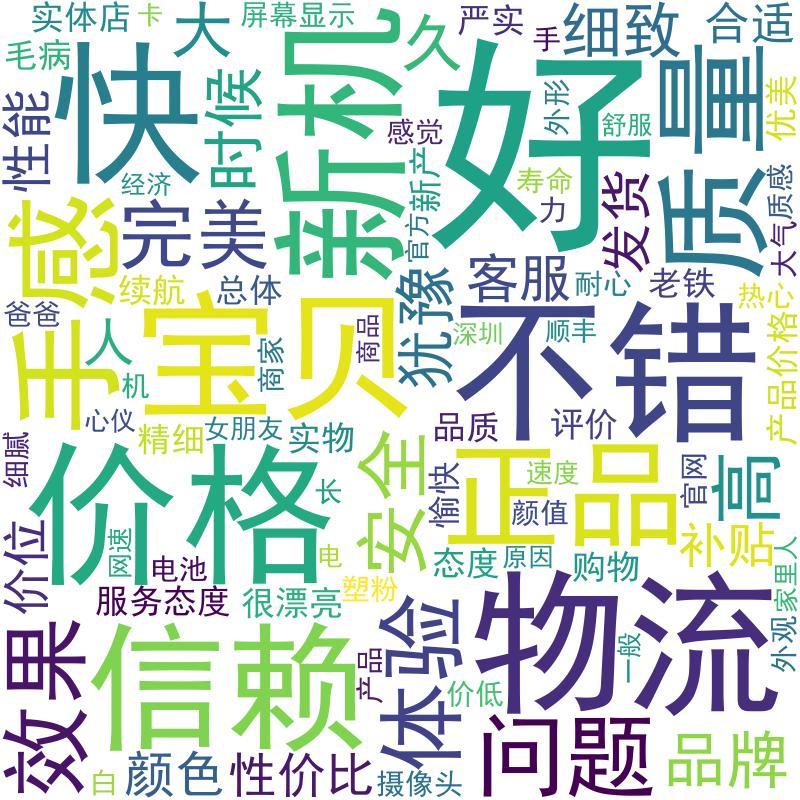 实体店
卡
大
屏幕显示
久
严实
手
细致
合适
毛病
快
新机
好
质量
优美
性能
时候
感觉
外形
舒服
经济
官方
新产
寿命
力
发货
大气
质感
手感
完美
续航
总体
犹豫
客服
耐心
老铁
热心
爸爸
人
宝贝
商品
深圳
顺丰
不错
产品价格
机
商家
心仪
精细
女朋友
实物
品质
评价
细腻
价格
长
安全
愉快
正品
速度
颜值
官网
高
价位
网速
电池
电
塑粉
态度
原因
购物
补贴
家里人
服务态度
很漂亮
效果
信赖
体验
物流
一般
外观
产品
价低
白
颜色
性价比
摄像头
问题
品牌